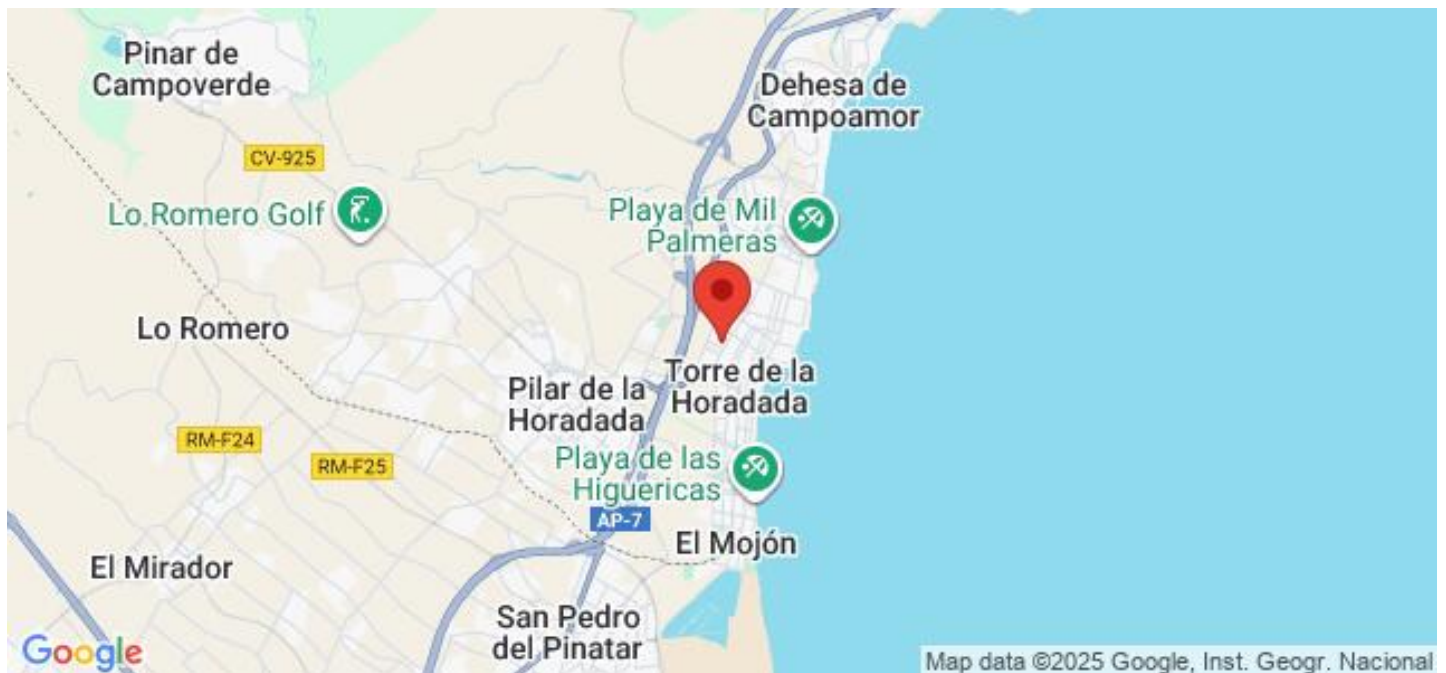 Pinar de
Campoverde
Dehesa de
Campoamor
CV-925
Lo Romero Golf
Playa de Mil
Palmeras
Lo Romero
Torre de la
Horadada
Pilar de la
Horadada
RM-F24
RM-F25
Playa de las
Higuericas
AP-7
El Mojón
El Mirador
San Pedro
del Pinatar
Google
Map data ©2025 Google, Inst. Geogr. Nacional